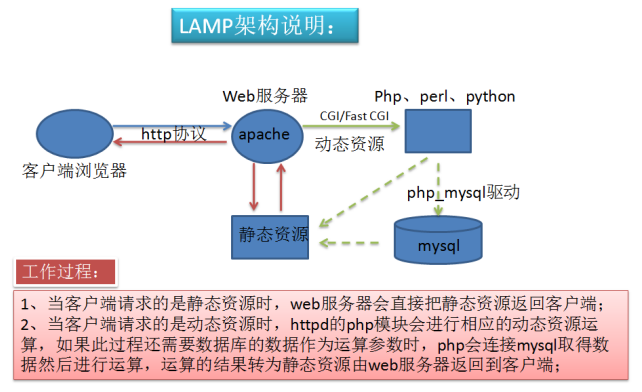 LAMP架构说明：
Web服务器
Php、perl、python
http协议
apache
CGI/Fast CGI
动态资源
客户端浏览器
php_mysql驱动
静态资源
mysql
工作过程：
1、当客户端请求的是静态资源时，web服务器会直接把静态资源返回客户端；
2、当客户端请求的是动态资源时，httpd的php模块会进行相应的动态资源运
算，如果此过程还需要数据库的数据作为运算参数时，php会连接mysql取得数
据然后进行运算，运算的结果转为静态资源由web服务器返回到客户端；